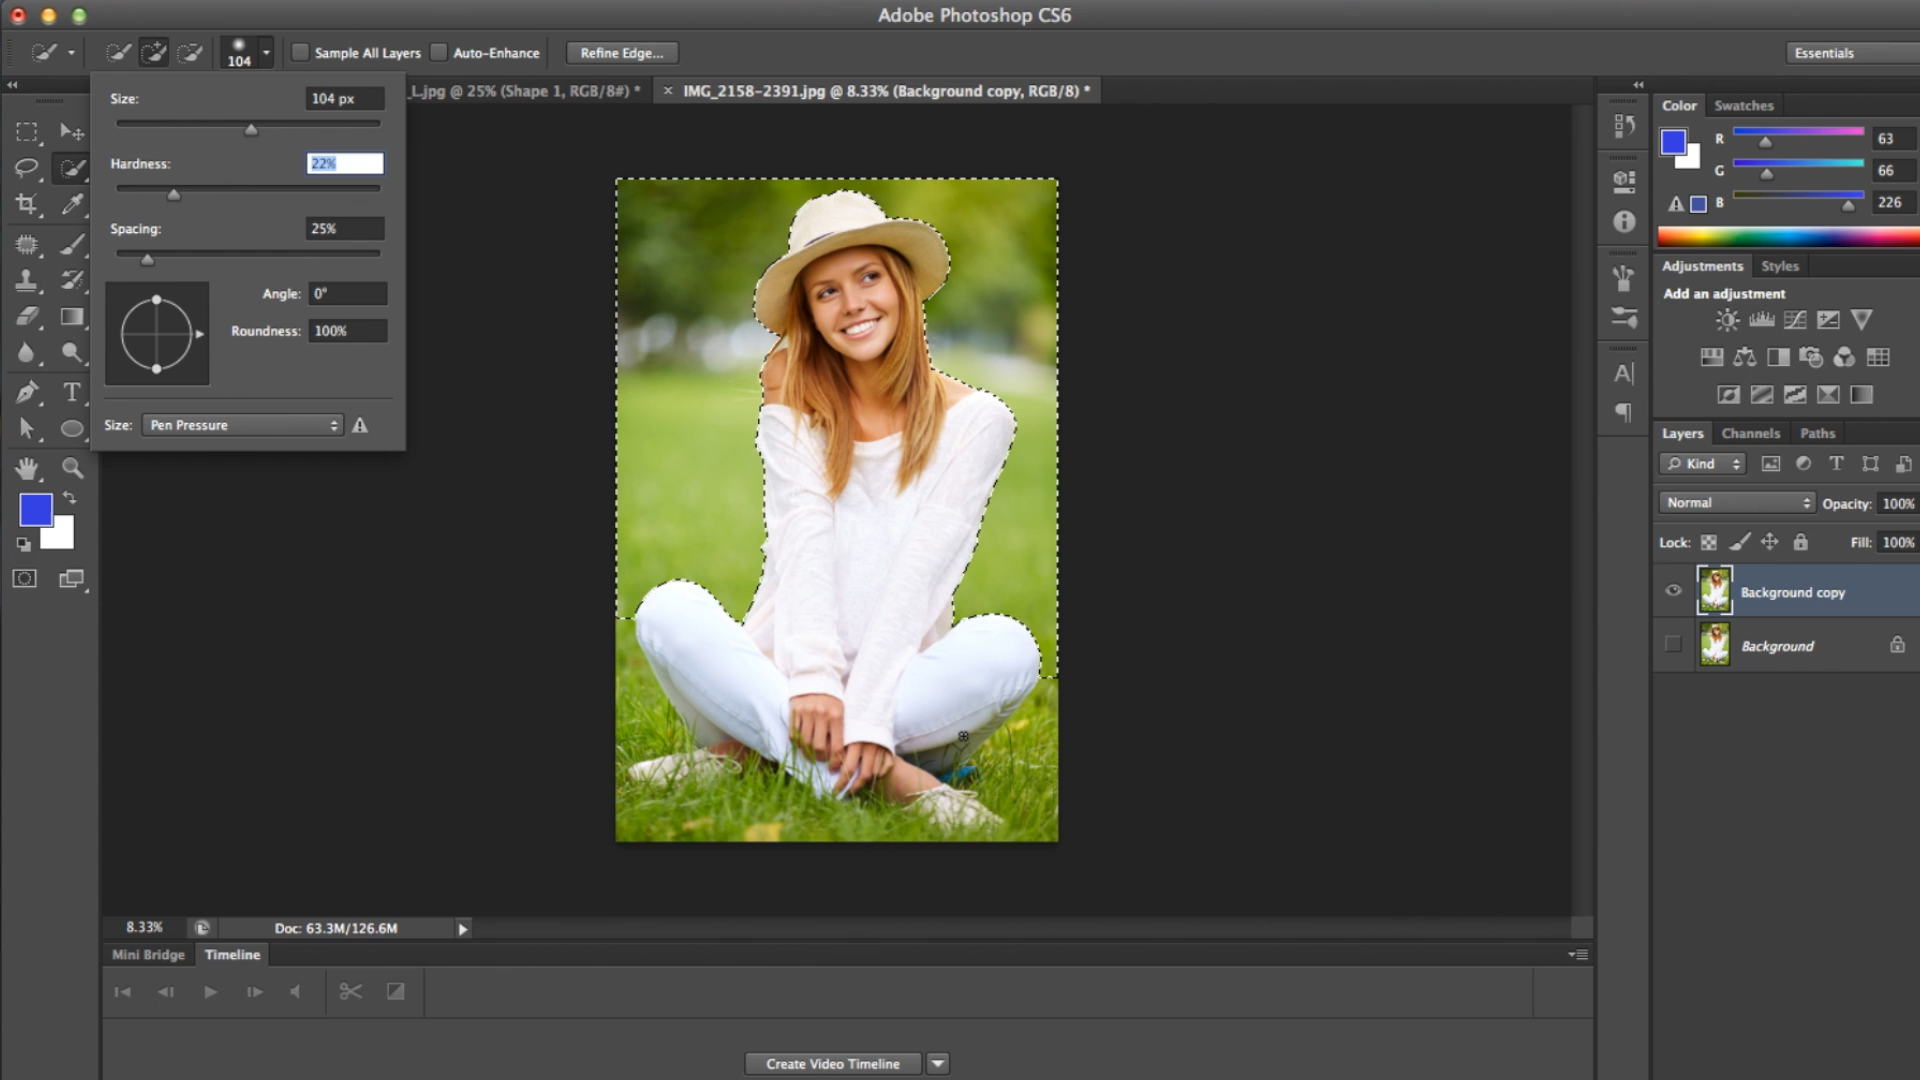 Adobe Photoshop CS6
104
Sample All Layers
Auto-Enhance
Refine Edge...
Essentials
_L.jpg @ 25% (Shape 1, RGB/8#) *
× IMG_2158-2391.jpg @ 8.33% (Background copy, RGB/8) *
Size: 104 px
Hardness: 22%
Spacing: 25%
Angle: 0°
Roundness: 100%
Size: Pen Pressure
T
Color Swatches
R 63
G 66
B 226
Adjustments Styles
Add an adjustment
A|
¶
Layers Channels Paths
Kind
T
Normal Opacity: 100%
Lock: Fill: 100%
Background copy
Background
8.33% Doc: 63.3M/126.6M
Mini Bridge Timeline
Create Video Timeline